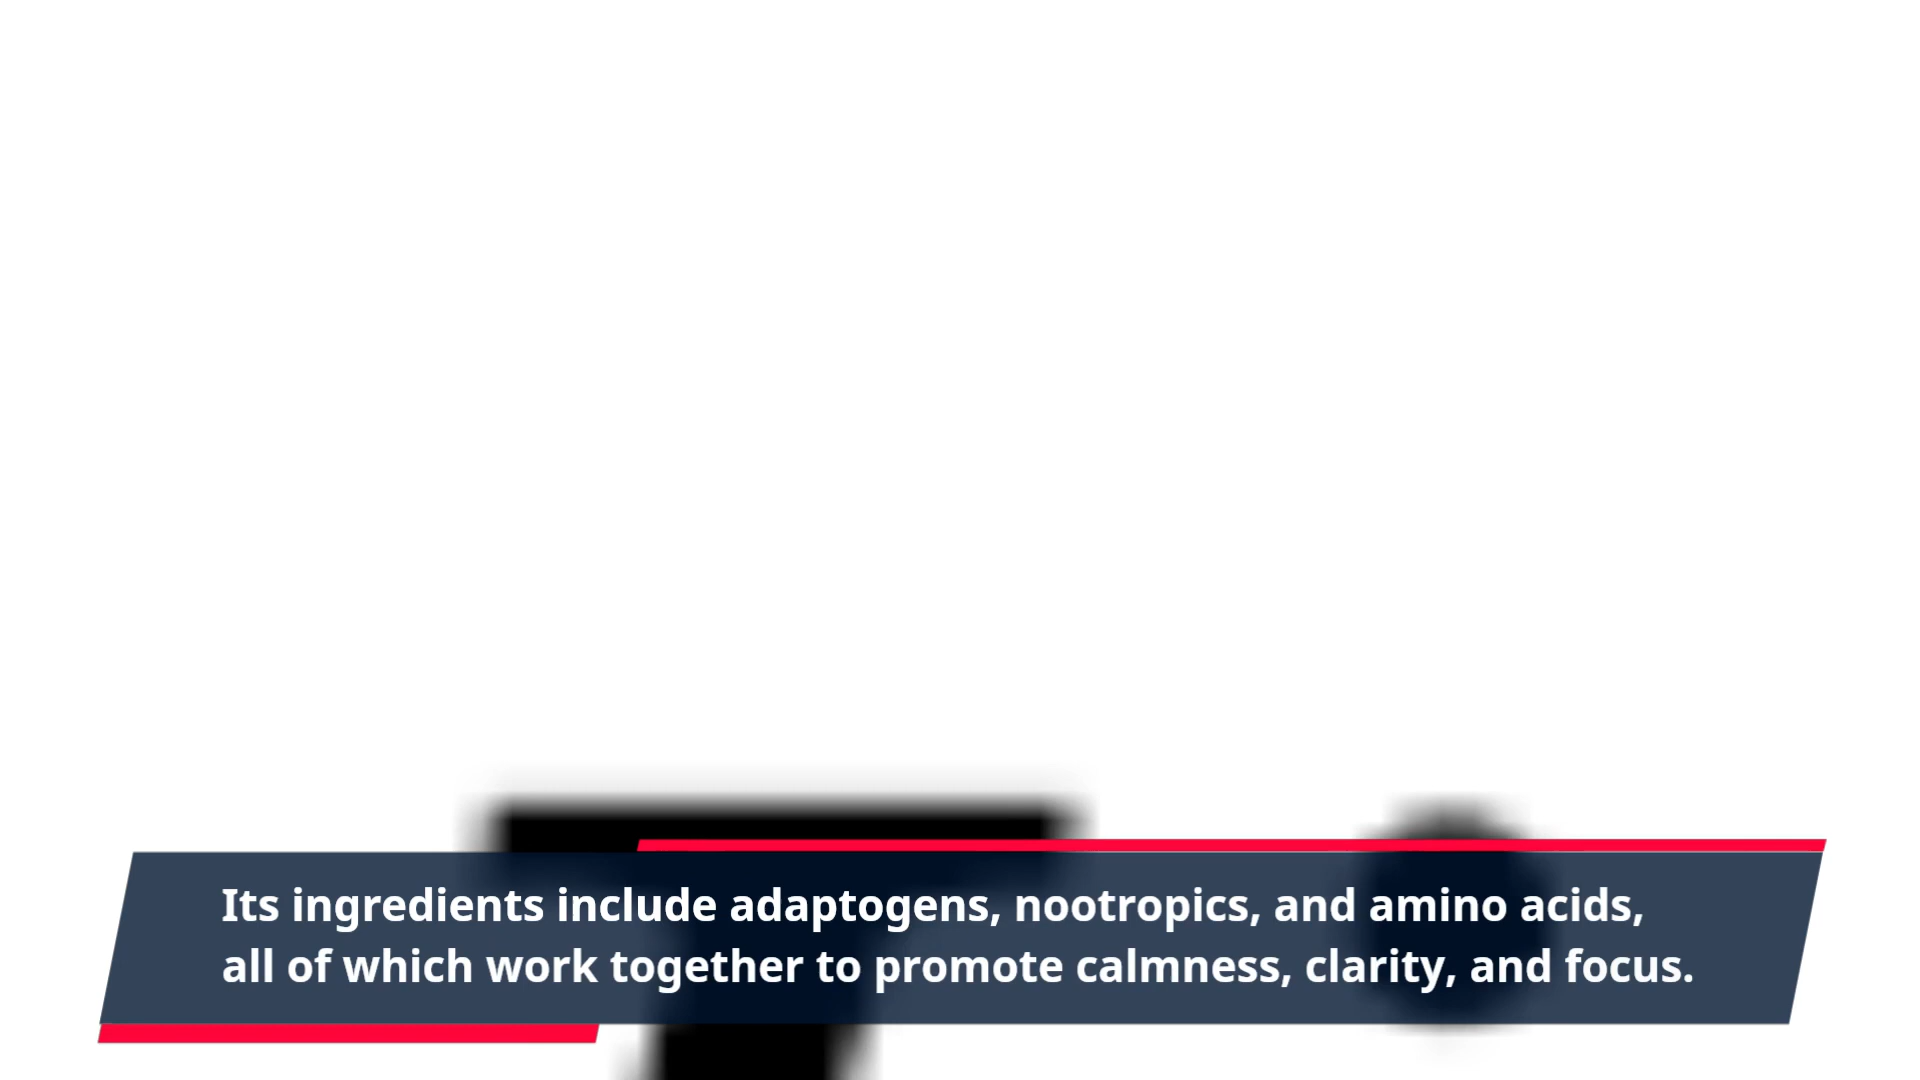 Its ingredients include adaptogens, nootropics, and amino acids,
all of which work together to promote calmness, clarity, and focus.